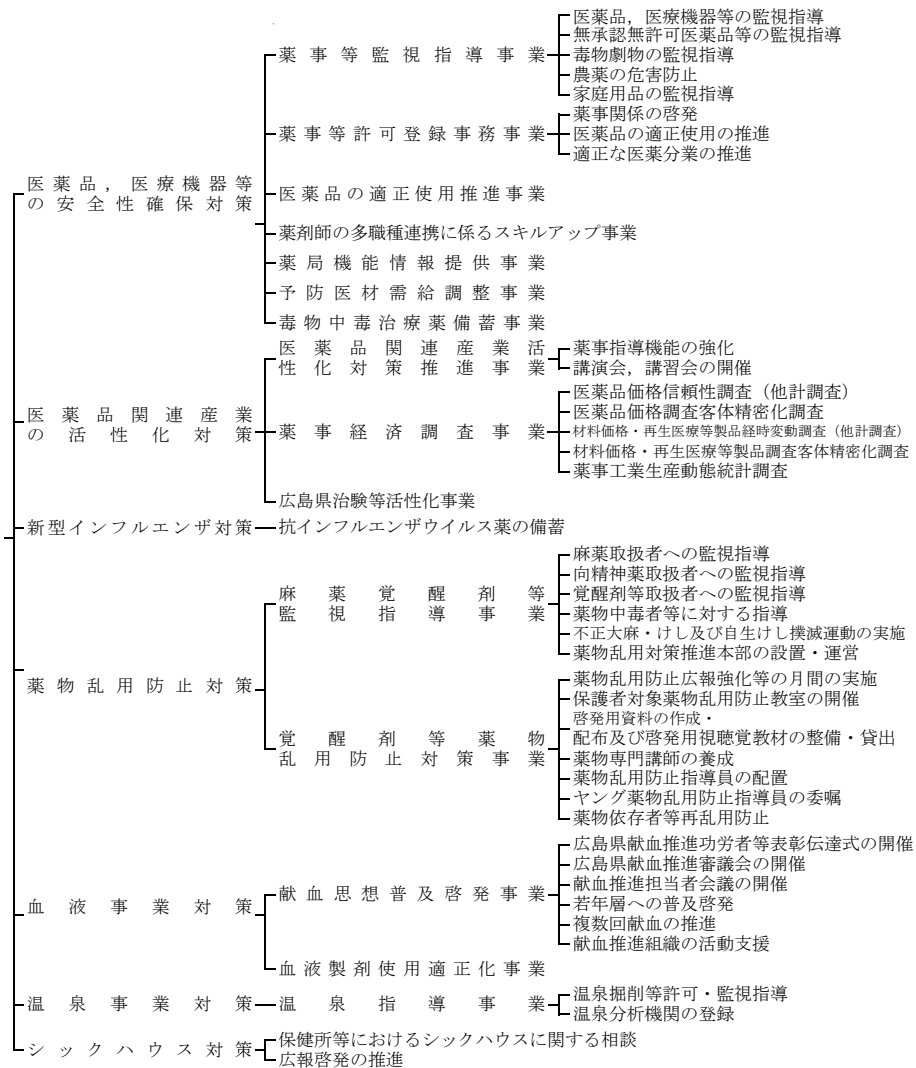 医薬品，医療機器等の監視指導
無承認無許可医薬品等の監視指導
薬事等監視指導事業
毒物劇物の監視指導
農薬の危害防止
家庭用品の監視指導
薬事関係の啓発
薬事等許可登録事務事業
医薬品の適正使用の推進
適正な医薬分業の推進
医薬品，医療機器等
の安全性確保対策
医薬品の適正使用推進事業
薬剤師の多職種連携に係るスキルアップ事業
薬局機能情報提供事業
予防医材需給調整事業
毒物中毒治療薬備蓄事業
医薬品関連産業活
性化対策推進事業
薬事指導機能の強化
講演会，講習会の開催
医薬品関連産業
の活性化対策
医薬品価格信頼性調査（他計調査）
医薬品価格調査客体精密化調査
薬事経済調査事業
材料価格・再生医療等製品経時変動調査（他計調査）
材料価格・再生医療等製品調査客体精密化調査
薬事工業生産動態統計調査
広島県治験等活性化事業
新型インフルエンザ対策
抗インフルエンザウイルス薬の備蓄
麻薬取扱者への監視指導
向精神薬取扱者への監視指導
麻薬覚醒剤等
監視指導事業
覚醒剤等取扱者への監視指導
薬物中毒者等に対する指導
不正大麻・けし及び自生けし撲滅運動の実施
薬物乱用対策推進本部の設置・運営
薬物乱用防止対策
薬物乱用防止広報強化等の月間の実施
保護者対象薬物乱用防止教室の開催
啓発用資料の作成・
配布及び啓発用視聴覚教材の整備・貸出
覚醒剤等薬物
乱用防止対策事業
薬物専門講師の養成
薬物乱用防止指導員の配置
ヤング薬物乱用防止指導員の委嘱
薬物依存者等再乱用防止
広島県献血推進功労者等表彰伝達式の開催
広島県献血推進審議会の開催
血液事業対策
献血思想普及啓発事業
献血推進担当者会議の開催
若年層への普及啓発
複数回献血の推進
献血推進組織の活動支援
血液製剤使用適正化事業
温泉事業対策
温泉指導事業
温泉掘削等許可・監視指導
温泉分析機関の登録
シックハウス対策
保健所等におけるシックハウスに関する相談
広報啓発の推進